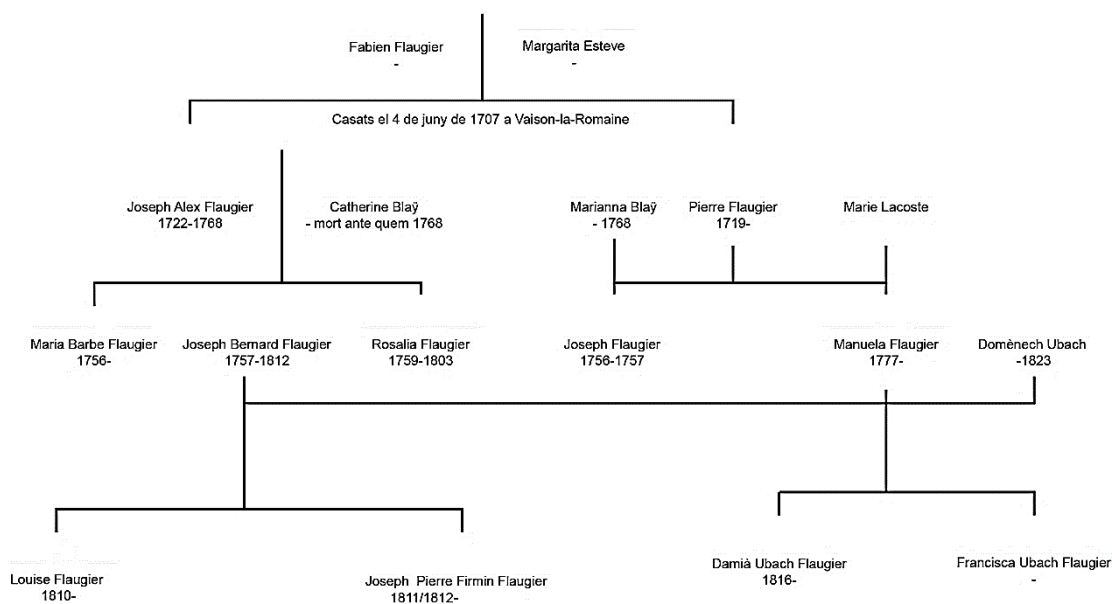 Fabien Flaugier
-
Margarita Esteve
-
Casats el 4 de juny de 1707 a Vaison-la-Romaine
Joseph Alex Flaugier
1722-1768
Catherine Blaÿ
- mort ante quem 1768
Marianna Blaÿ
- 1768
Pierre Flaugier
1719-
Marie Lacoste
Maria Barbe Flaugier
1756-
Joseph Bernard Flaugier
1757-1812
Rosalia Flaugier
1759-1803
Joseph Flaugier
1756-1757
Manuela Flaugier
1777-
Domènech Ubach
-1823
Louise Flaugier
1810-
Joseph Pierre Firmin Flaugier
1811/1812-
Damià Ubach Flaugier
1816-
Francisca Ubach Flaugier
-